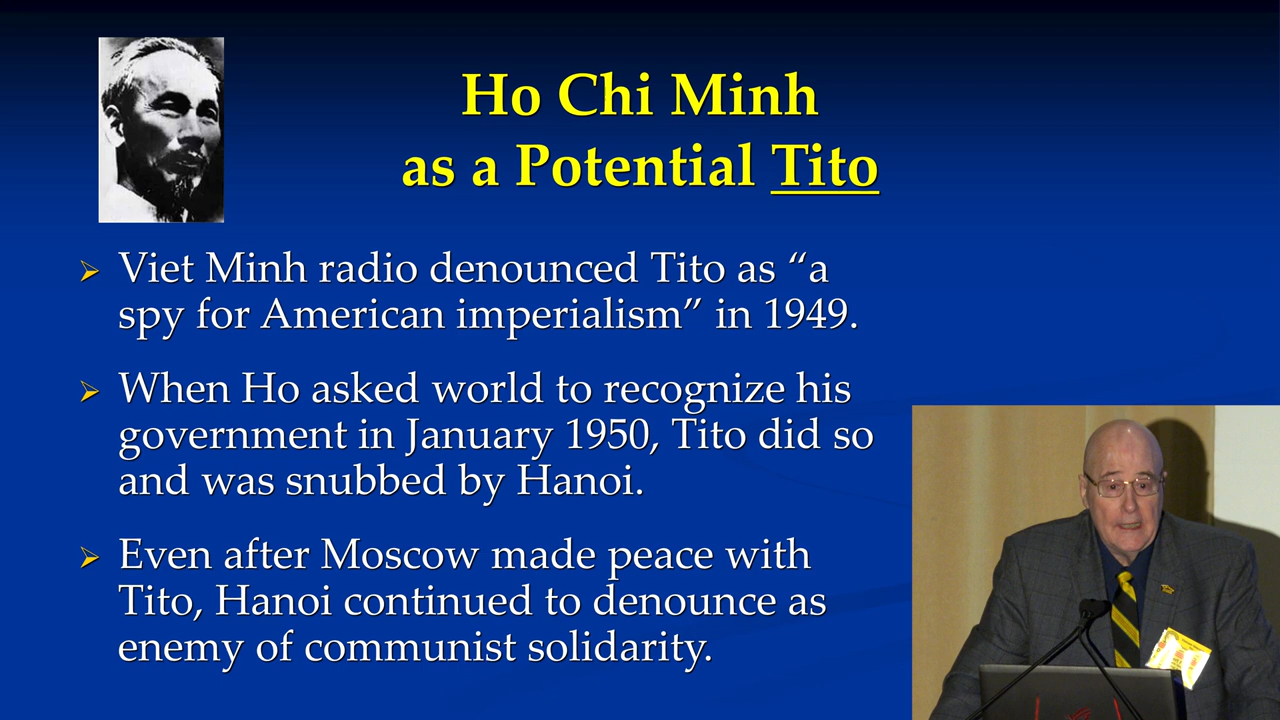 Ho Chi Minh
as a Potential Tito
Viet Minh radio denounced Tito as “a
spy for American imperialism” in 1949.
When Ho asked world to recognize his
government in January 1950, Tito did so
and was snubbed by Hanoi.
Even after Moscow made peace with
Tito, Hanoi continued to denounce as
enemy of communist solidarity.